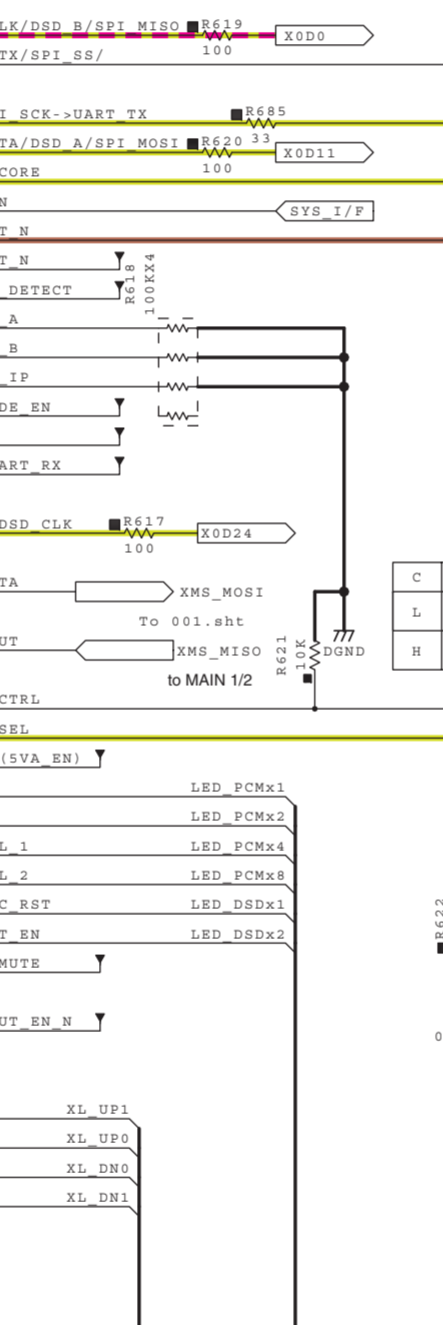 LK/DSD_B/SPI_MISO R619
100 X0D0
TX/SPI_SS/
I_SCK->UART_TX R685
33
TA/DSD_A/SPI_MOSI R620
100 X0D11
CORE
N SYS_I/F
T_N
T_N
_DETECT
R618
100KX4
_A
_B
_IP
DE_EN
ART_RX
DSD_CLK R617
100 X0D24
TA XMS_MOSI
To 001.sht
UT XMS_MISO
to MAIN 1/2
R621
10K
DGND
C
L
H
CTRL
SEL
(5VA_EN)
LED_PCMx1
LED_PCMx2
L_1 LED_PCMx4
L_2 LED_PCMx8
C_RST LED_DSDx1
T_EN LED_DSDx2
MUTE
R622
UT_EN_N
0
XL_UP1
XL_UP0
XL_DN0
XL_DN1